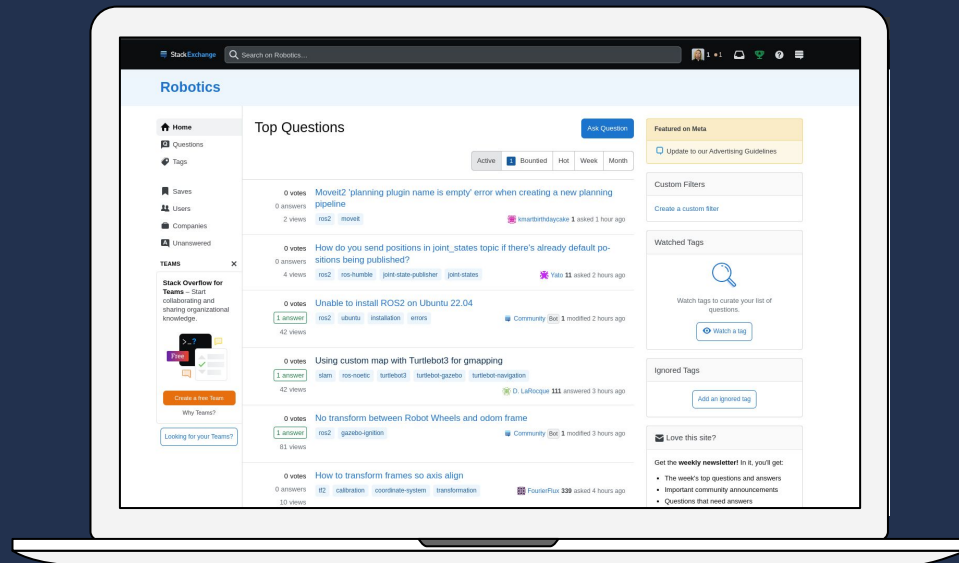 StackExchange
Search on Robotics...
1 •1
Robotics
Home
Questions
Tags
Saves
Users
Companies
Unanswered
TEAMS
Stack Overflow for
Teams – Start
collaborating and
sharing organizational
knowledge.
>_?
Free
Create a free Team
Why Teams?
Looking for your Teams?
Top Questions
Ask Question
Active 1 Bountied Hot Week Month
0 votes
0 answers
2 views
Moveit2 'planning plugin name is empty' error when creating a new planning
pipeline
ros2 moveit
kmartbirthdaycake 1 asked 1 hour ago
0 votes
0 answers
4 views
How do you send positions in joint_states topic if there's already default po-
sitions being published?
ros2 ros-humble joint-state-publisher joint-states
Yato 11 asked 2 hours ago
0 votes
1 answer
42 views
Unable to install ROS2 on Ubuntu 22.04
ros2 ubuntu installation errors
Community Bot 1 modified 2 hours ago
0 votes
1 answer
42 views
Using custom map with Turtlebot3 for gmapping
slam ros-noetic turtlebot3 turtlebot-gazebo turtlebot-navigation
D. LaRocque 111 answered 3 hours ago
0 votes
1 answer
81 views
No transform between Robot Wheels and odom frame
ros2 gazebo-ignition
Community Bot 1 modified 3 hours ago
0 votes
0 answers
10 views
How to transform frames so axis align
tf2 calibration coordinate-system transformation
FourierFlux 339 asked 4 hours ago
Featured on Meta
Update to our Advertising Guidelines
Custom Filters
Create a custom filter
Watched Tags
Watch tags to curate your list of
questions.
Watch a tag
Ignored Tags
Add an ignored tag
Love this site?
Get the weekly newsletter! In it, you'll get:
• The week's top questions and answers
• Important community announcements
• Questions that need answers